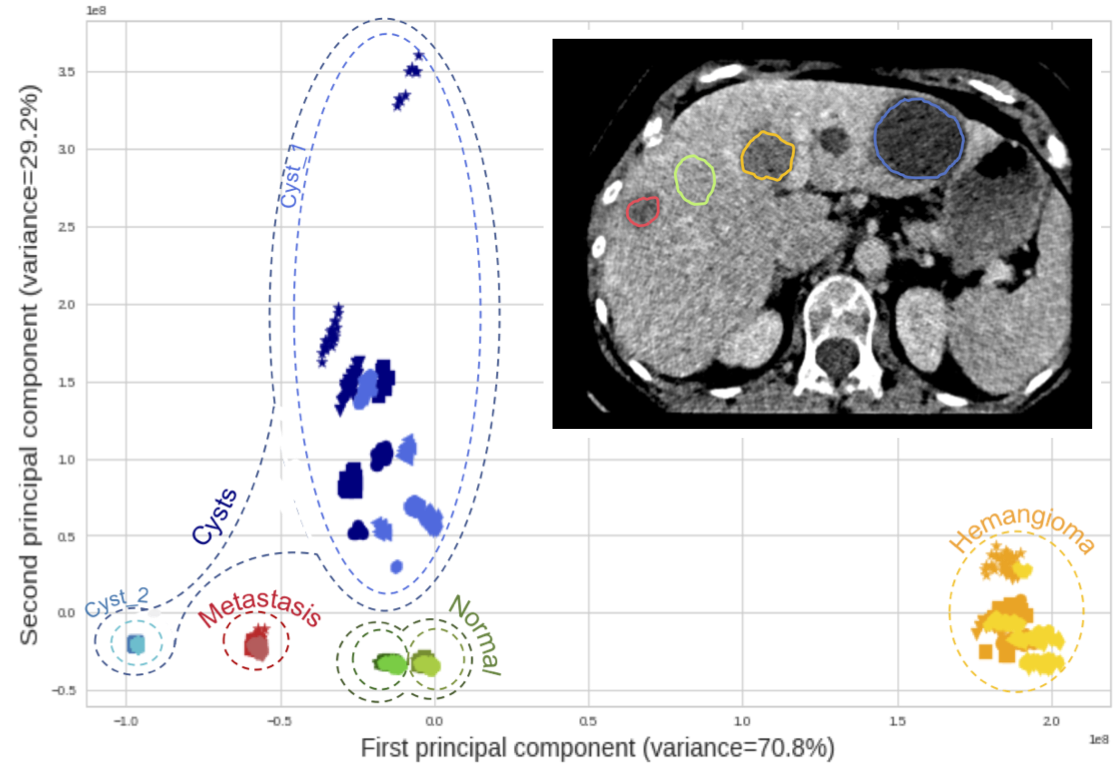 1e8
3.5
3.0
2.5
2.0
1.5
1.0
0.5
0.0
−0.5
Second principal component (variance=29.2%)
Cyst_1
Cysts
Cyst_2
Metastasis
Normal
Hemangioma
−1.0
−0.5
0.0
0.5
1.0
1.5
2.0
1e8
First principal component (variance=70.8%)